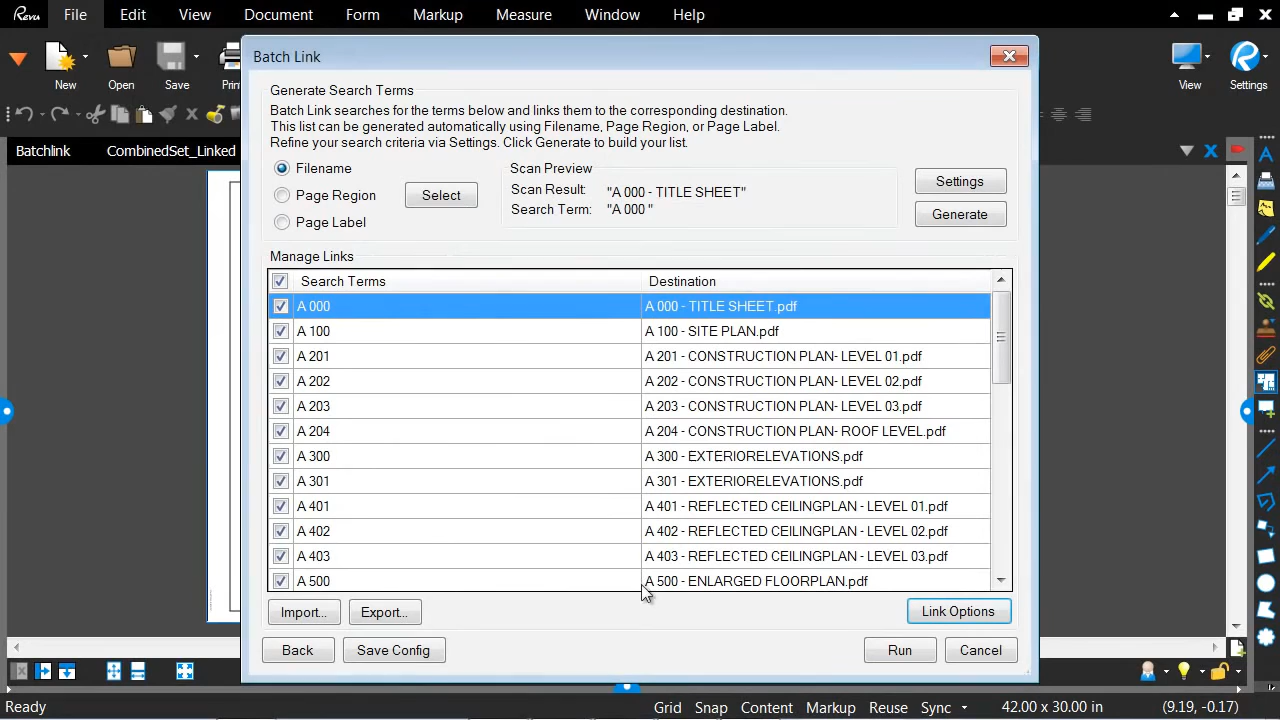 Revu
File Edit View Document Form Markup Measure Window Help
New Open Save Prin View Settings
Batchlink CombinedSet_Linked
Batch Link
Generate Search Terms
Batch Link searches for the terms below and links them to the corresponding destination.
This list can be generated automatically using Filename, Page Region, or Page Label.
Refine your search criteria via Settings. Click Generate to build your list.
Filename
Page Region Select
Page Label
Scan Preview
Scan Result: "A 000 - TITLE SHEET"
Search Term: "A 000 "
Settings
Generate
Manage Links
Search Terms Destination
A 000 A 000 - TITLE SHEET.pdf
A 100 A 100 - SITE PLAN.pdf
A 201 A 201 - CONSTRUCTION PLAN- LEVEL 01.pdf
A 202 A 202 - CONSTRUCTION PLAN- LEVEL 02.pdf
A 203 A 203 - CONSTRUCTION PLAN- LEVEL 03.pdf
A 204 A 204 - CONSTRUCTION PLAN- ROOF LEVEL.pdf
A 300 A 300 - EXTERIORELEVATIONS.pdf
A 301 A 301 - EXTERIORELEVATIONS.pdf
A 401 A 401 - REFLECTED CEILINGPLAN - LEVEL 01.pdf
A 402 A 402 - REFLECTED CEILINGPLAN - LEVEL 02.pdf
A 403 A 403 - REFLECTED CEILINGPLAN - LEVEL 03.pdf
A 500 A 500 - ENLARGED FLOORPLAN.pdf
Import... Export... Link Options
Back Save Config Run Cancel
Ready Grid Snap Content Markup Reuse Sync 42.00 x 30.00 in (9.19, -0.17)